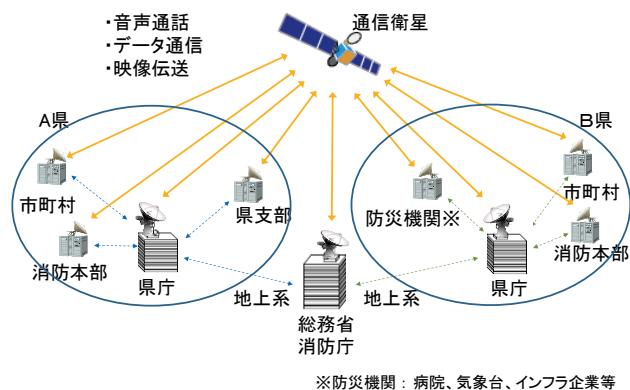 ・音声通話
・データ通信
・映像伝送
通信衛星
A県
B県
市町村
県支部
消防本部
県庁
地上系
総務省
消防庁
地上系
防災機関※
県庁
市町村
消防本部
※防災機関：病院、気象台、インフラ企業等